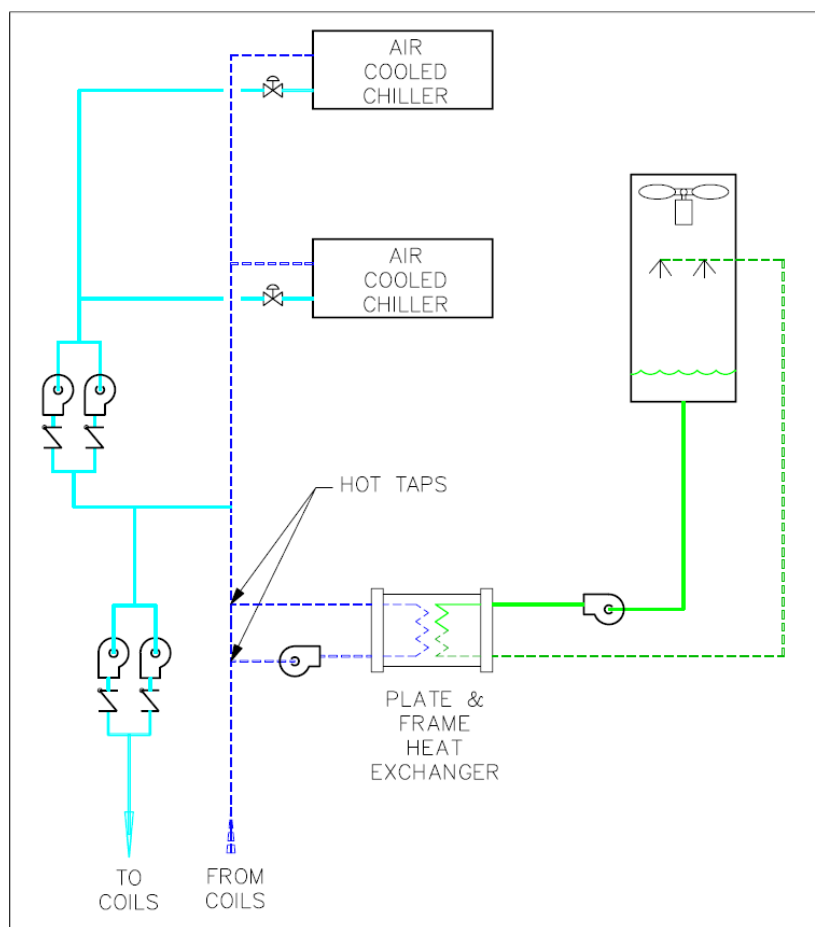 AIR
COOLED
CHILLER
AIR
COOLED
CHILLER
HOT TAPS
PLATE &
FRAME
HEAT
EXCHANGER
TO
COILS
FROM
COILS